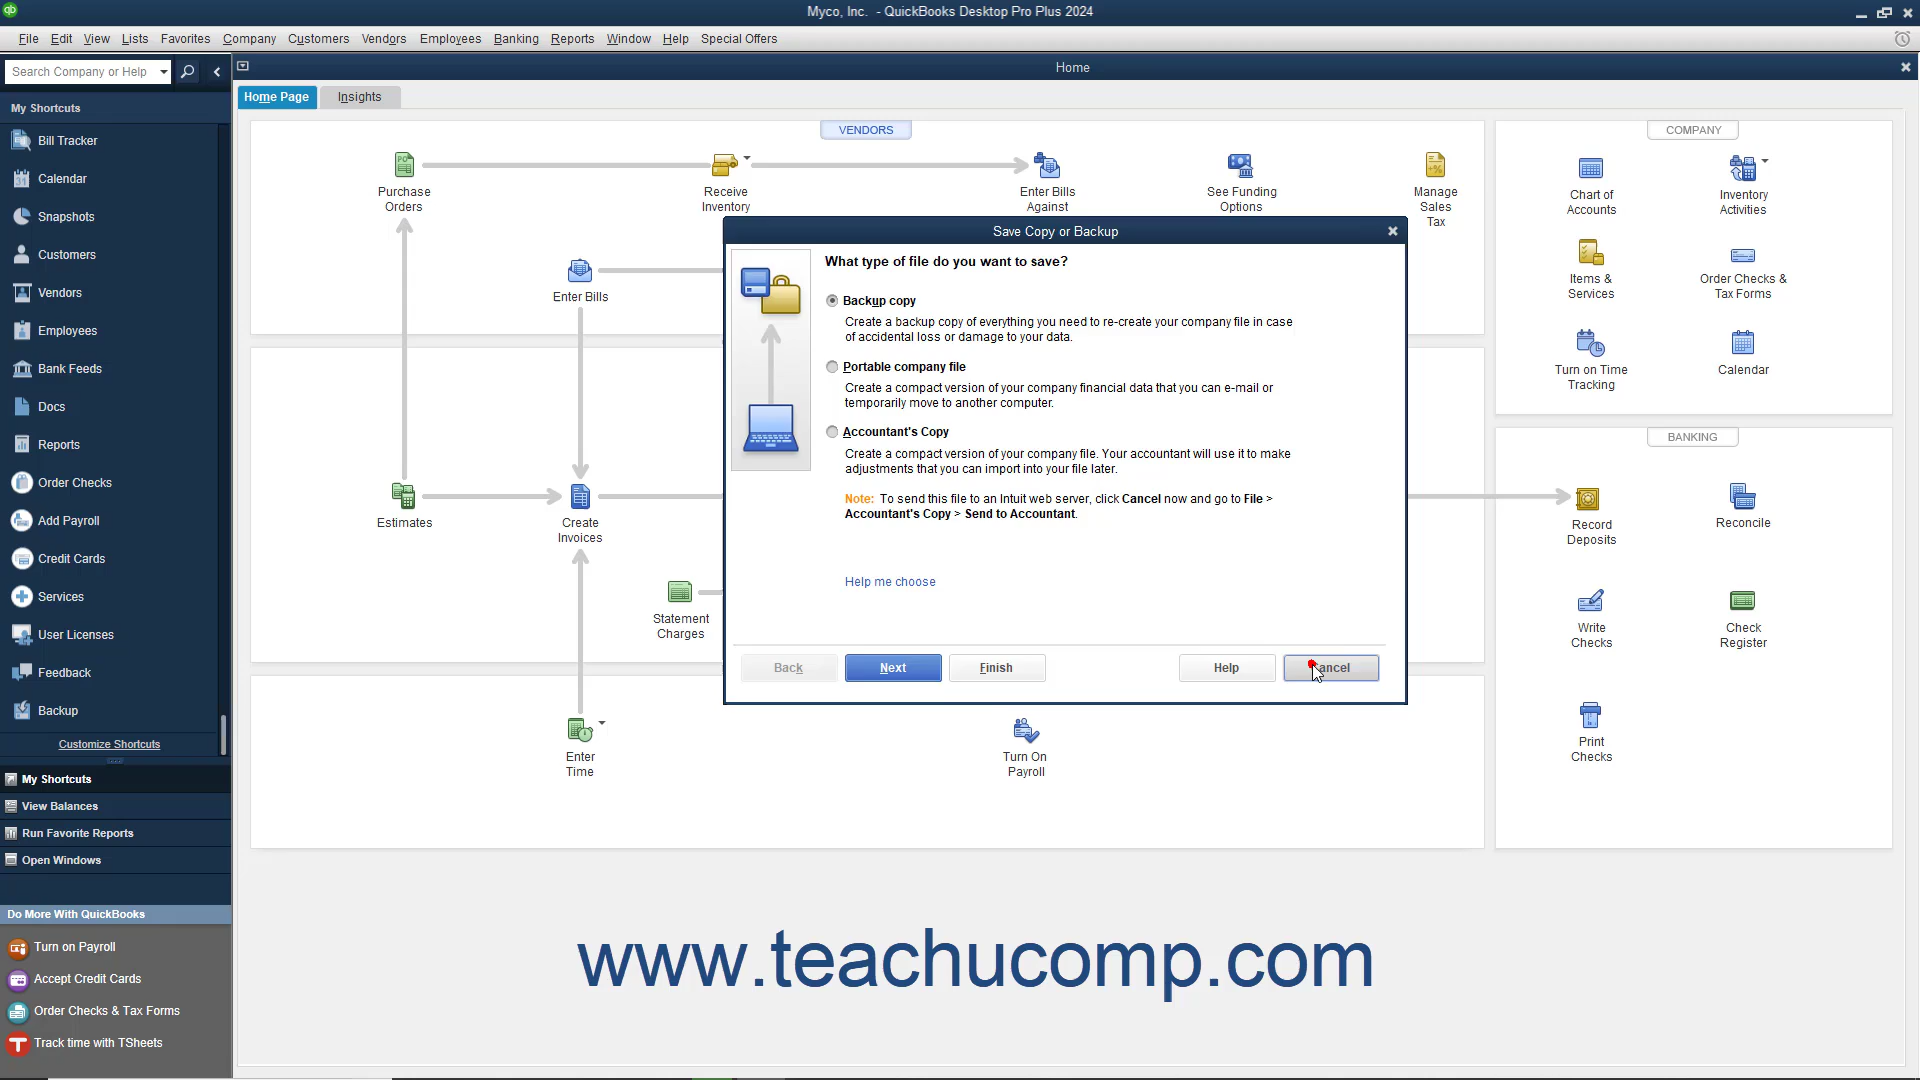 Myco, Inc.  - QuickBooks Desktop Pro Plus 2024
File Edit View Lists Favorites Company Customers Vendors Employees Banking Reports Window Help Special Offers
Search Company or Help
Home
My Shortcuts
Bill Tracker
Calendar
Snapshots
Customers
Vendors
Employees
Bank Feeds
Docs
Reports
Order Checks
Add Payroll
Credit Cards
Services
User Licenses
Feedback
Backup
Customize Shortcuts
My Shortcuts
View Balances
Run Favorite Reports
Open Windows
Do More With QuickBooks
Turn on Payroll
Accept Credit Cards
Order Checks & Tax Forms
Track time with TSheets
Home Page
Insights
VENDORS
Purchase
Orders
Receive
Inventory
Enter Bills
Against
See Funding
Options
Manage
Sales
Tax
Enter Bills
Estimates
Create
Invoices
Statement
Charges
Enter
Time
Turn On
Payroll
COMPANY
Chart of
Accounts
Inventory
Activities
Items &
Services
Order Checks &
Tax Forms
Turn on Time
Tracking
Calendar
BANKING
Record
Deposits
Reconcile
Write
Checks
Check
Register
Print
Checks
Save Copy or Backup
What type of file do you want to save?
Backup copy
Create a backup copy of everything you need to re-create your company file in case
of accidental loss or damage to your data.
Portable company file
Create a compact version of your company financial data that you can e-mail or
temporarily move to another computer.
Accountant's Copy
Create a compact version of your company file. Your accountant will use it to make
adjustments that you can import into your file later.
Note: To send this file to an Intuit web server, click Cancel now and go to File >
Accountant's Copy > Send to Accountant.
Help me choose
Back Next Finish Help Cancel
www.teachucomp.com